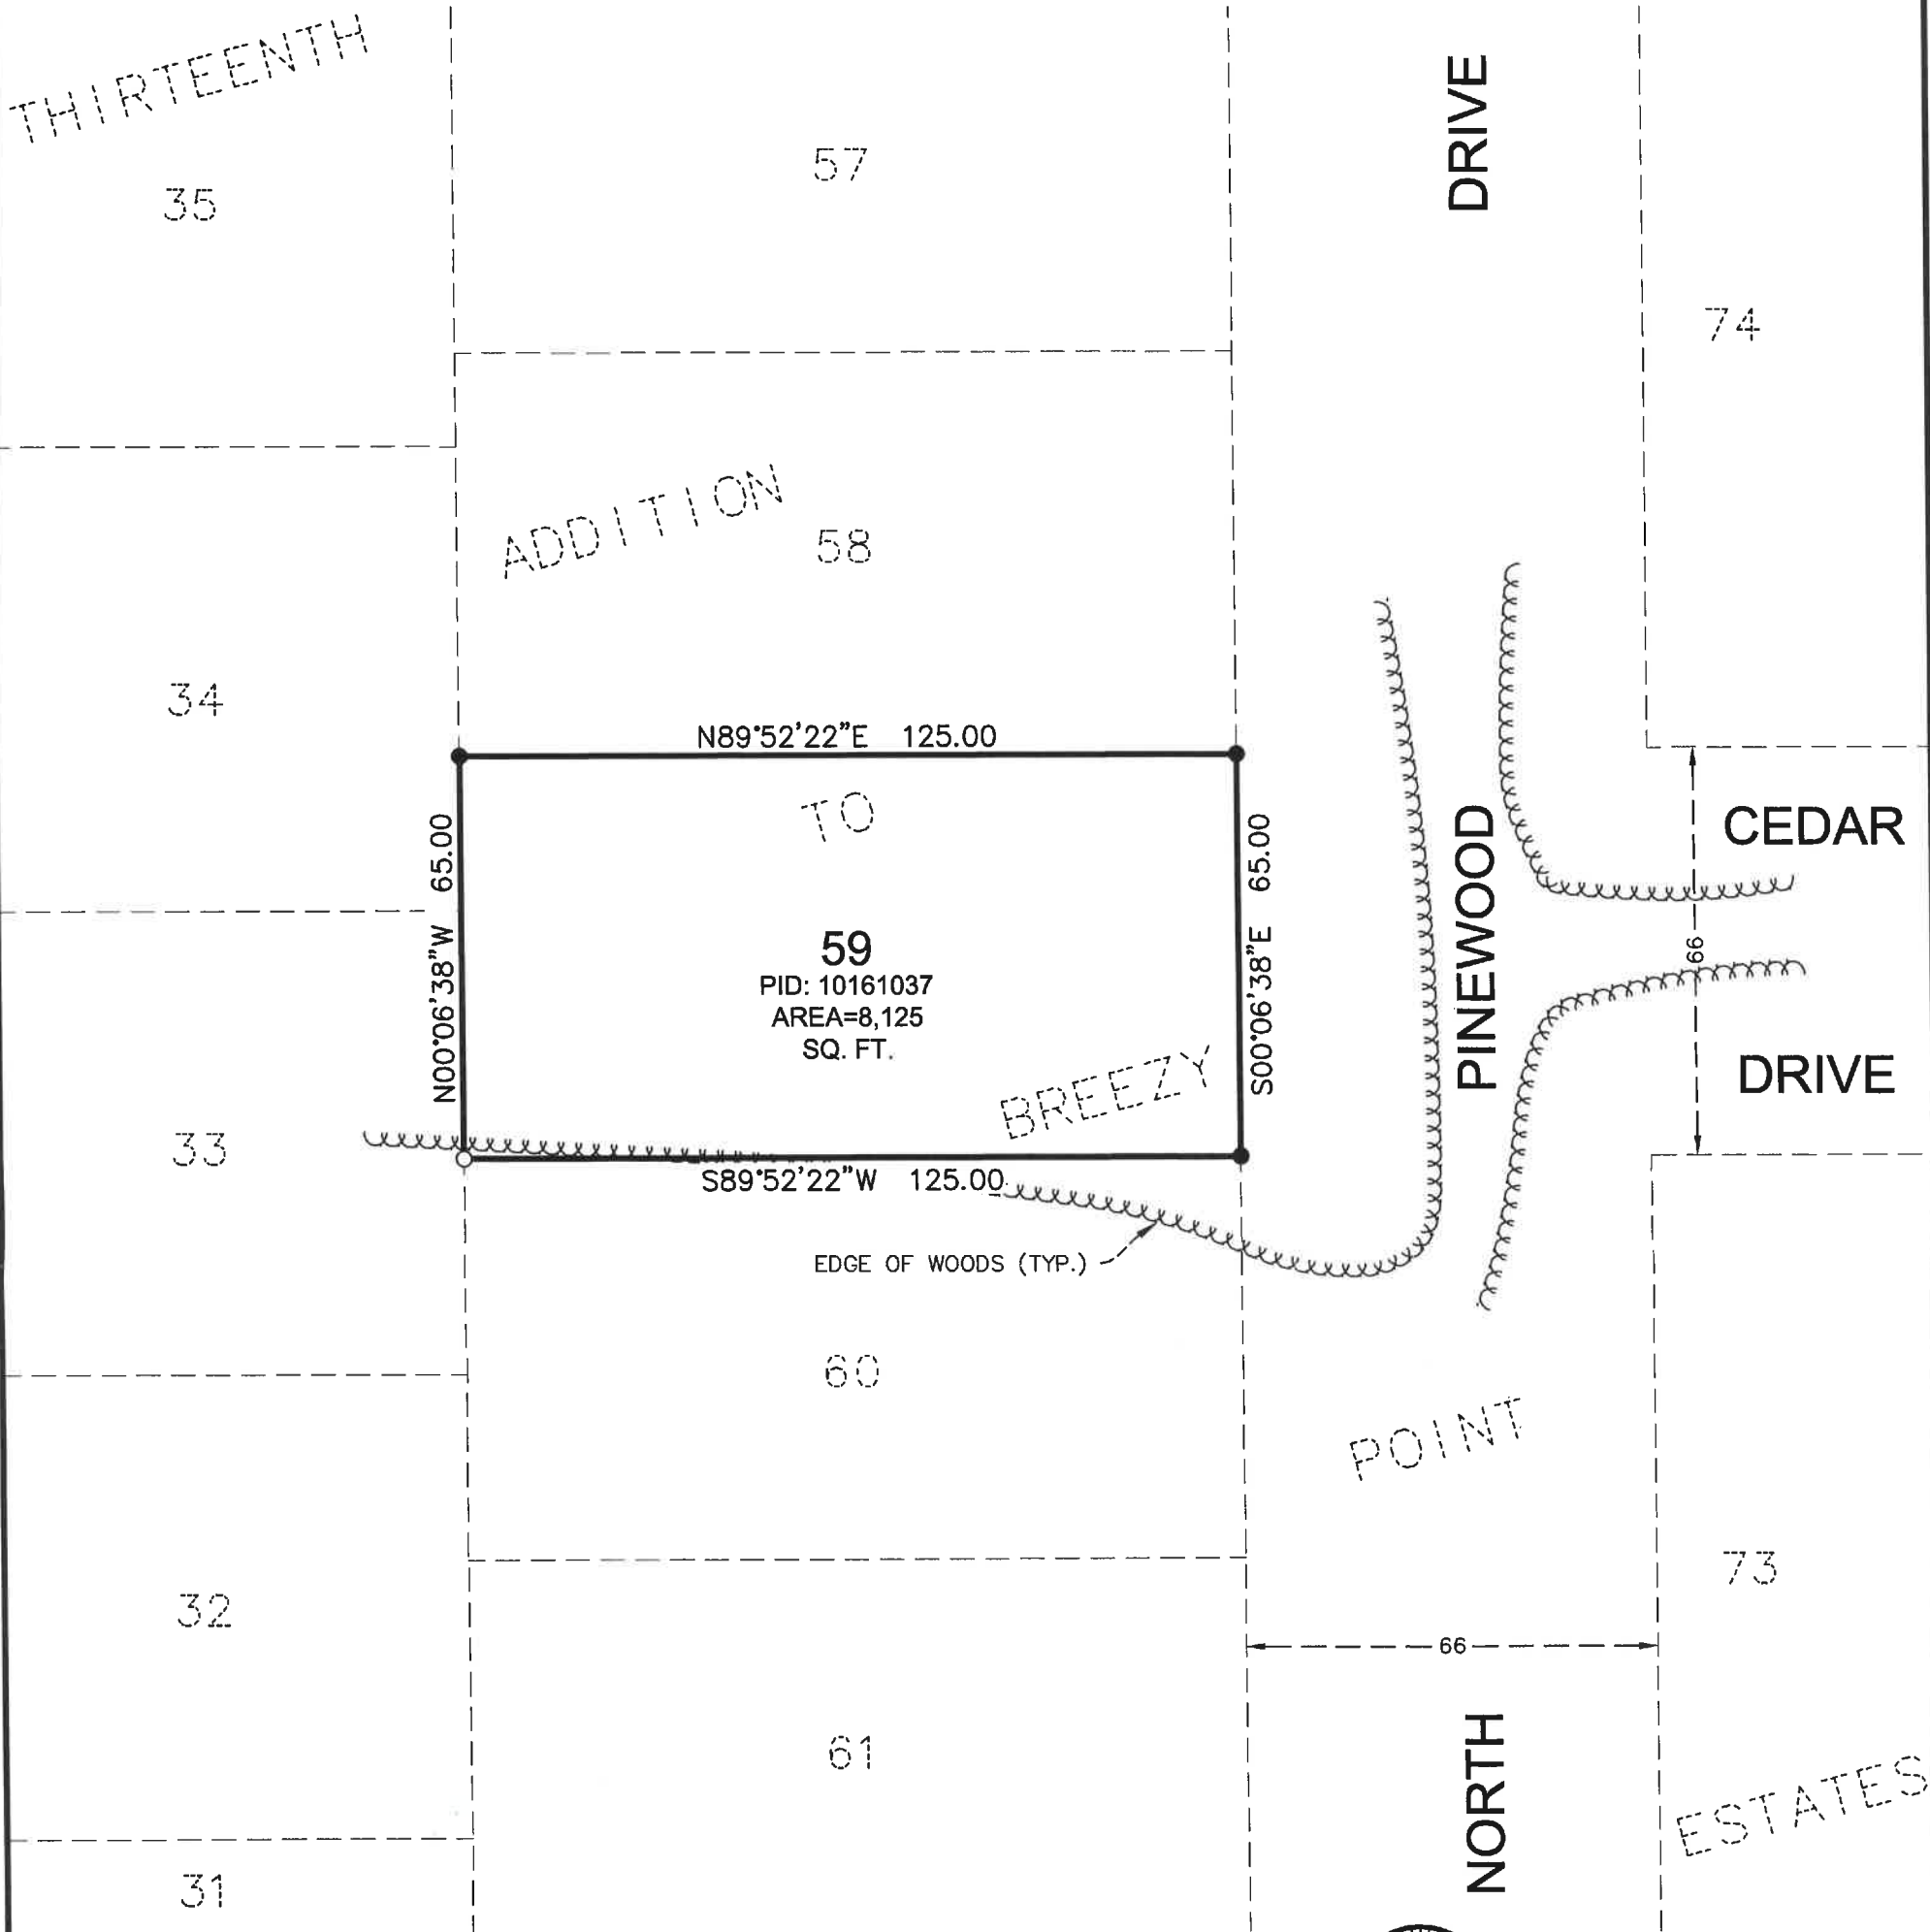 THIRTEENTH
35
57
DRIVE
74
ADDITION
58
34
N89°52'22"E 125.00
TO
CEDAR
N00°06'38"W 65.00
S00°06'38"E 65.00
PINEWOOD
59
PID: 10161037
AREA=8,125
SQ. FT.
66
DRIVE
BREEZY
33
S89°52'22"W 125.00
EDGE OF WOODS (TYP.)
60
POINT
73
32
66
61
NORTH
ESTATES
31